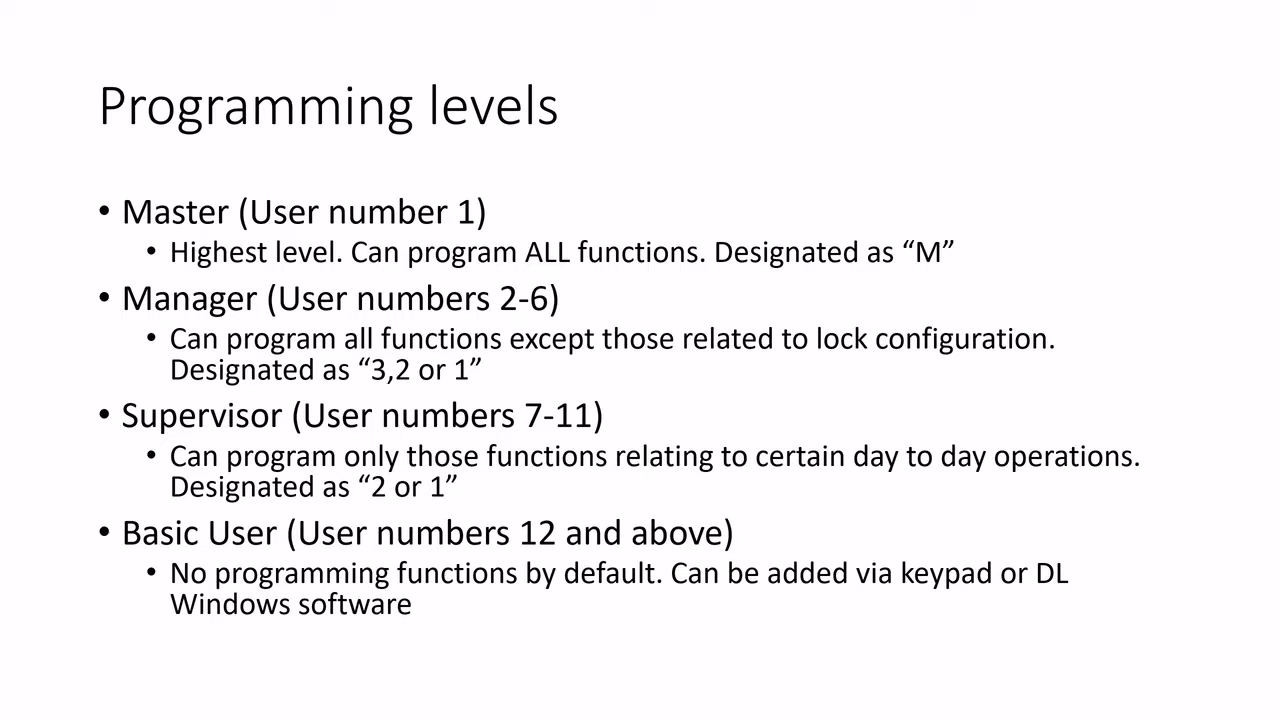 Programming levels
• Master (User number 1)
• Highest level. Can program ALL functions. Designated as “M”
• Manager (User numbers 2-6)
• Can program all functions except those related to lock configuration.
Designated as “3,2 or 1”
• Supervisor (User numbers 7-11)
• Can program only those functions relating to certain day to day operations.
Designated as “2 or 1”
• Basic User (User numbers 12 and above)
• No programming functions by default. Can be added via keypad or DL
Windows software